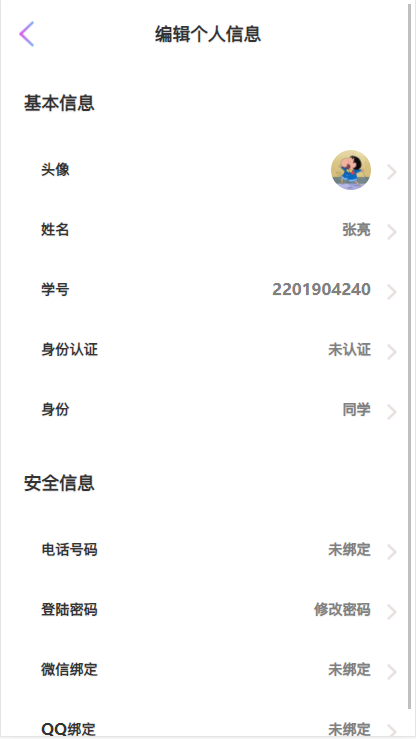 编辑个人信息
基本信息
头像
姓名 张亮
学号 2201904240
身份认证 未认证
身份 同学
安全信息
电话号码 未绑定
登陆密码 修改密码
微信绑定 未绑定
QQ绑定 未绑定